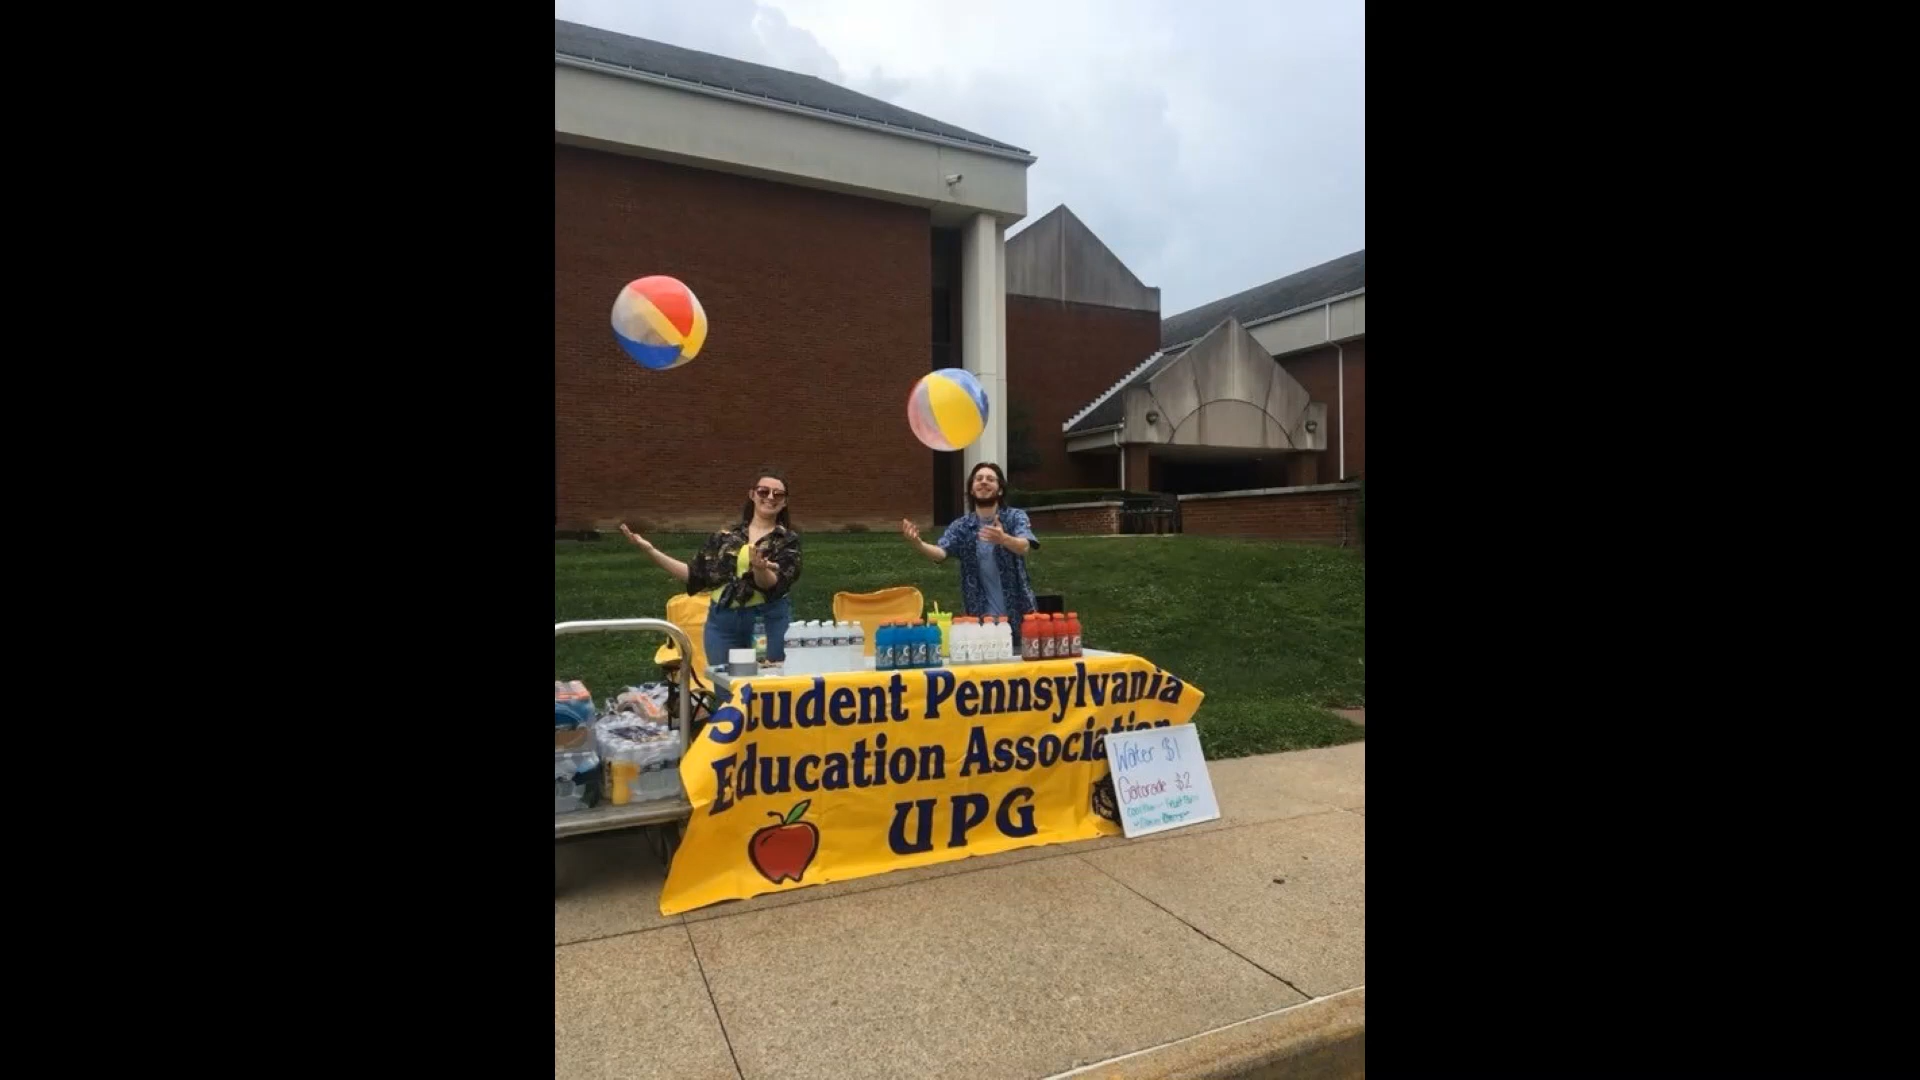 Student Pennsylvania
Education Association
UPG
Water $1
Gatorade $2